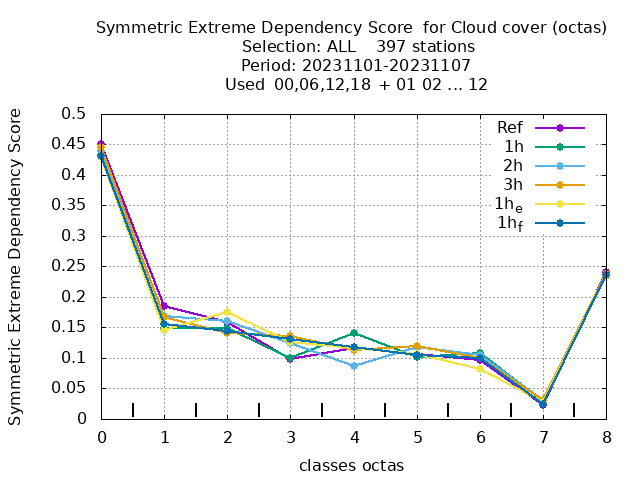 Symmetric Extreme Dependency Score  for Cloud cover (octas)
Selection: ALL    397 stations
Period: 20231101-20231107
Used  00,06,12,18 + 01 02 ... 12
Symmetric Extreme Dependency Score
0.5
0.45
0.4
0.35
0.3
0.25
0.2
0.15
0.1
0.05
0
Ref
1h
2h
3h
1he
1hf
0 1 2 3 4 5 6 7 8
classes octas